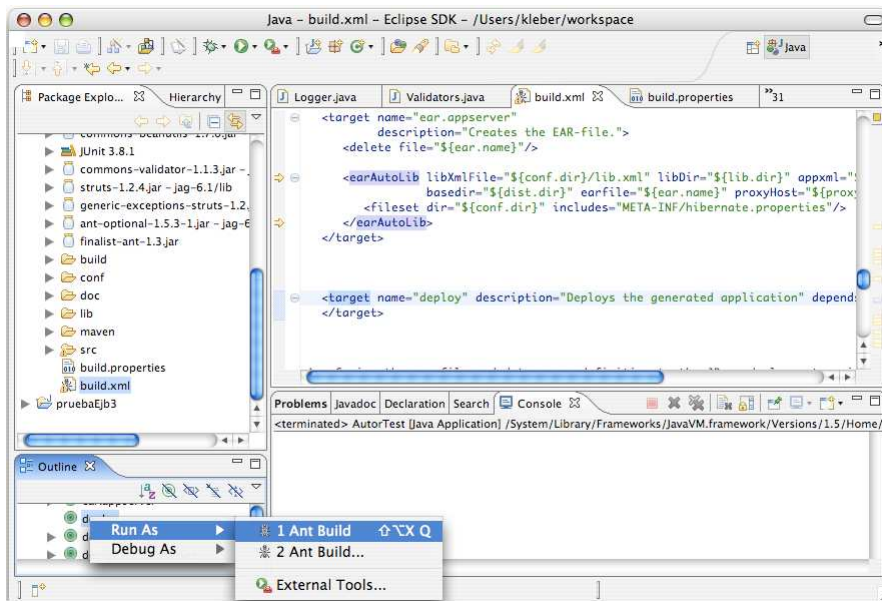 Java - build.xml - Eclipse SDK - /Users/kleber/workspace
Java
Package Explo...
Hierarchy
JUnit 3.8.1
commons-validator-1.1.3.jar -
struts-1.2.4.jar - jag-6.1/lib
generic-exceptions-struts-1.2.
ant-optional-1.5.3-1.jar - jag-6
finalist-ant-1.3.jar
build
conf
doc
lib
maven
src
build.properties
build.xml
pruebaEjb3
Logger.java
Validators.java
build.xml
build.properties
»31
<target name="ear.appserver"
description="Creates the EAR-file.">
<delete file="${ear.name}"/>
<earAutoLib libXmlFile="${conf.dir}/lib.xml" libDir="${lib.dir}" appxml="
basedir="${dist.dir}" earfile="${ear.name}" proxyHost="${proxy
<fileset dir="${conf.dir}" includes="META-INF/hibernate.properties"/>
</earAutoLib>
</target>
<target name="deploy" description="Deploys the generated application" depend
</target>
Problems
Javadoc
Declaration
Search
Console
<terminated> AutorTest [Java Application] /System/Library/Frameworks/JavaVM.framework/Versions/1.5/Home/
Outline
Run As
Debug As
1 Ant Build ⇧⌥X Q
2 Ant Build...
External Tools...